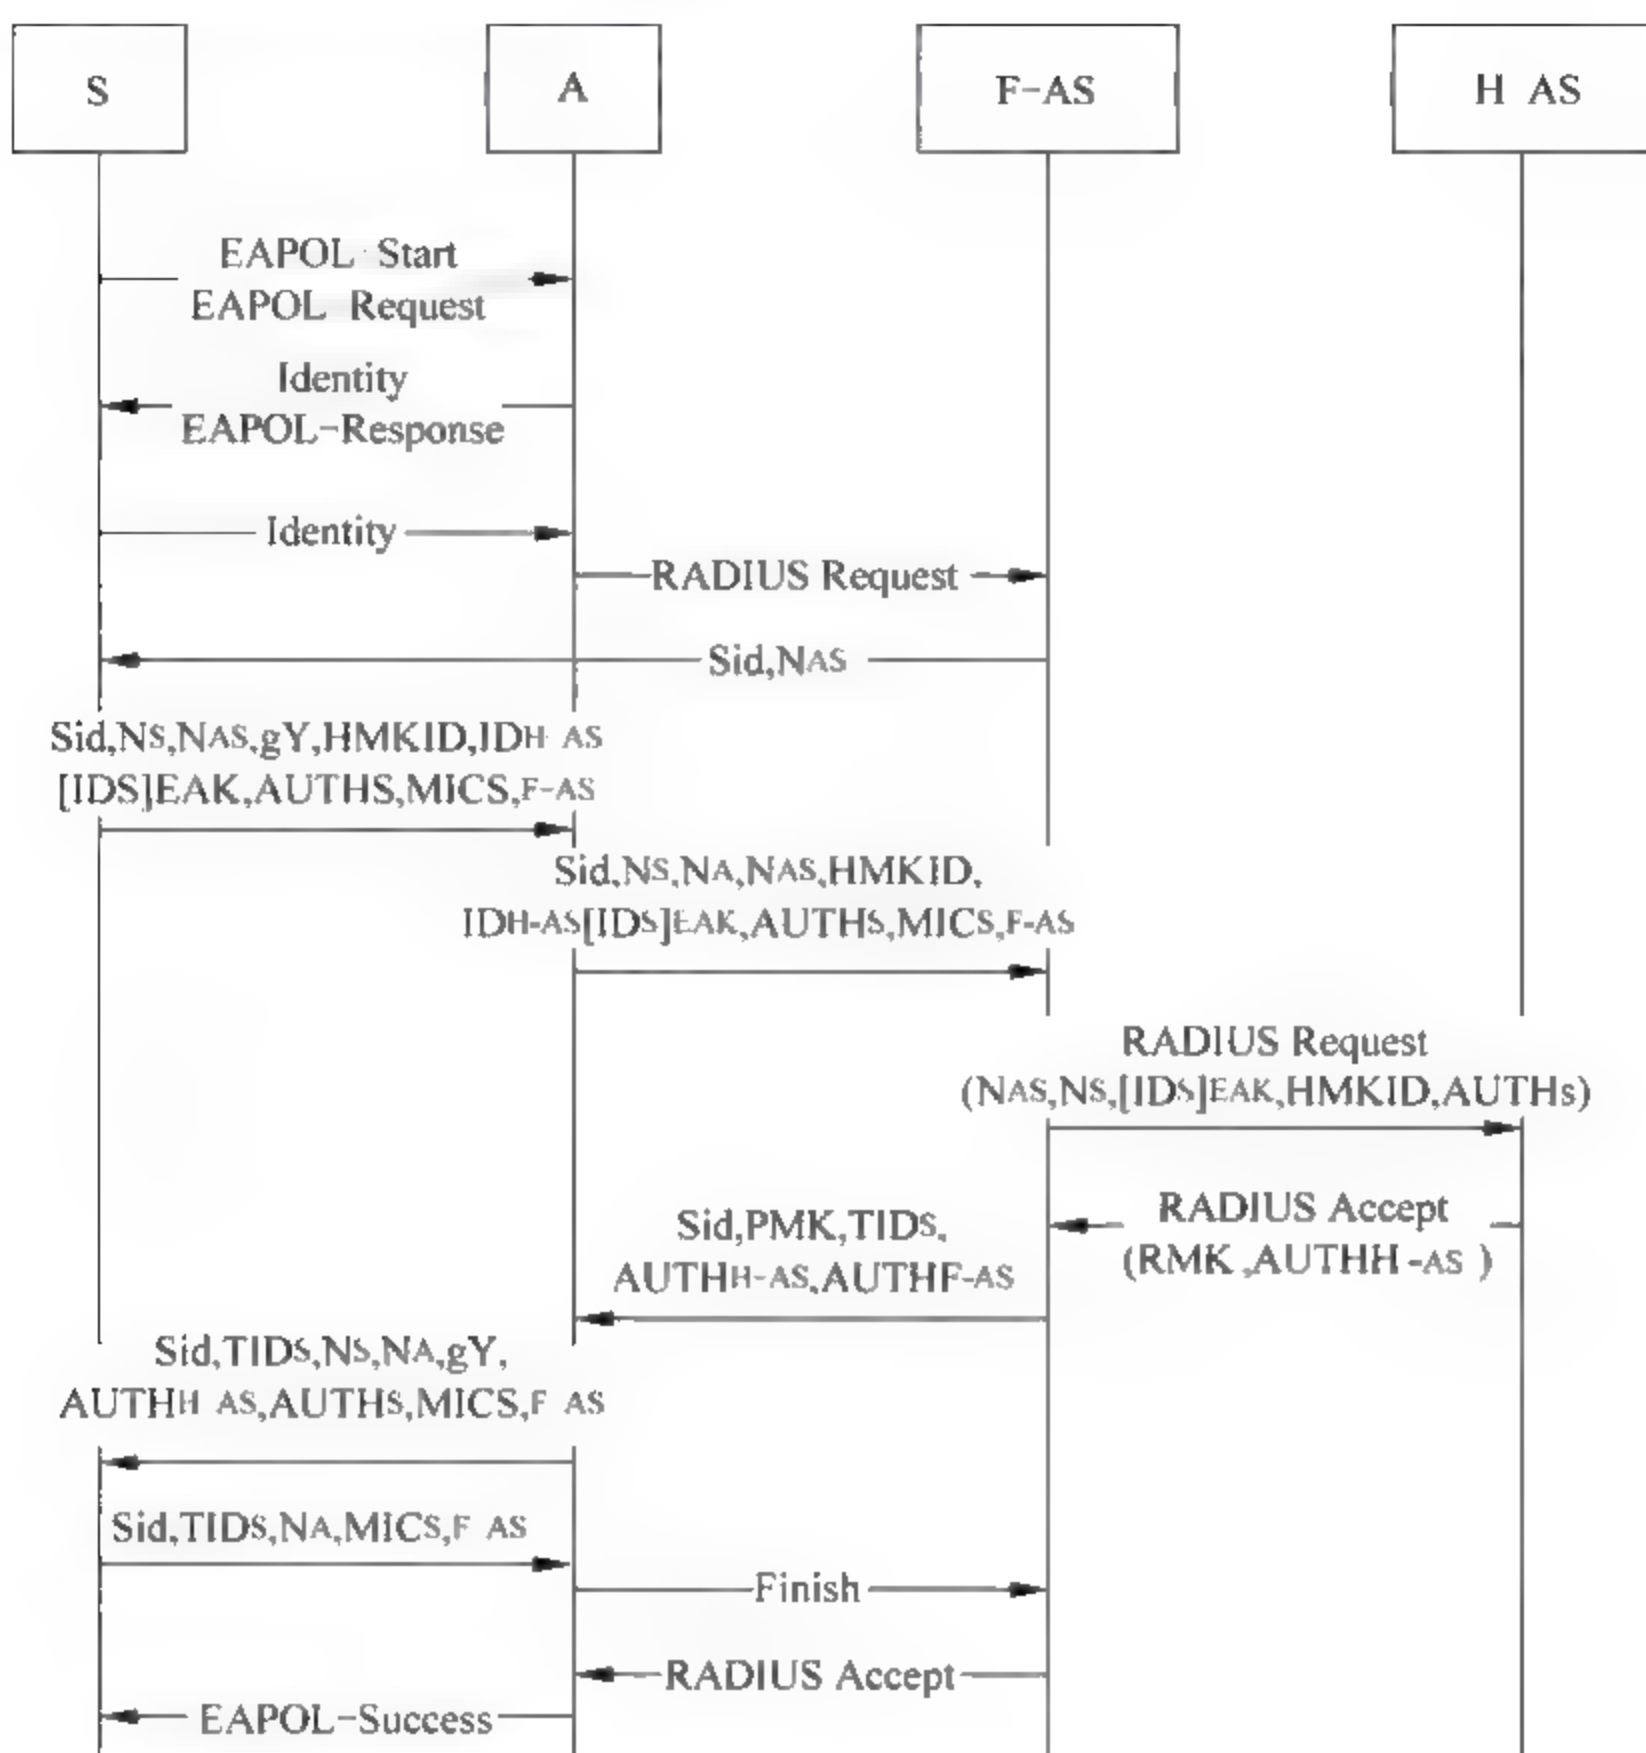 S
A
F-AS
H AS
EAPOL Start
EAPOL Request
Identity
EAPOL-Response
Identity
RADIUS Request
Sid,NAS
Sid,NS,NAS,gY,HMKID,IDH AS
[IDS]EAK,AUTHS,MICS,F-AS
Sid,NS,NA,NAS,HMKID,
IDH-AS[IDS]EAK,AUTHS,MICS,F-AS
RADIUS Request
(NAS,NS,[IDS]EAK,HMKID,AUTHs)
RADIUS Accept
(RMK ,AUTHH-AS )
Sid,PMK,TIDS,
AUTHH-AS,AUTHF-AS
Sid,TIDS,NS,NA,gY,
AUTHH AS,AUTHS,MICS,F AS
Sid,TIDS,NA,MICS,F AS
Finish
RADIUS Accept
EAPOL-Success